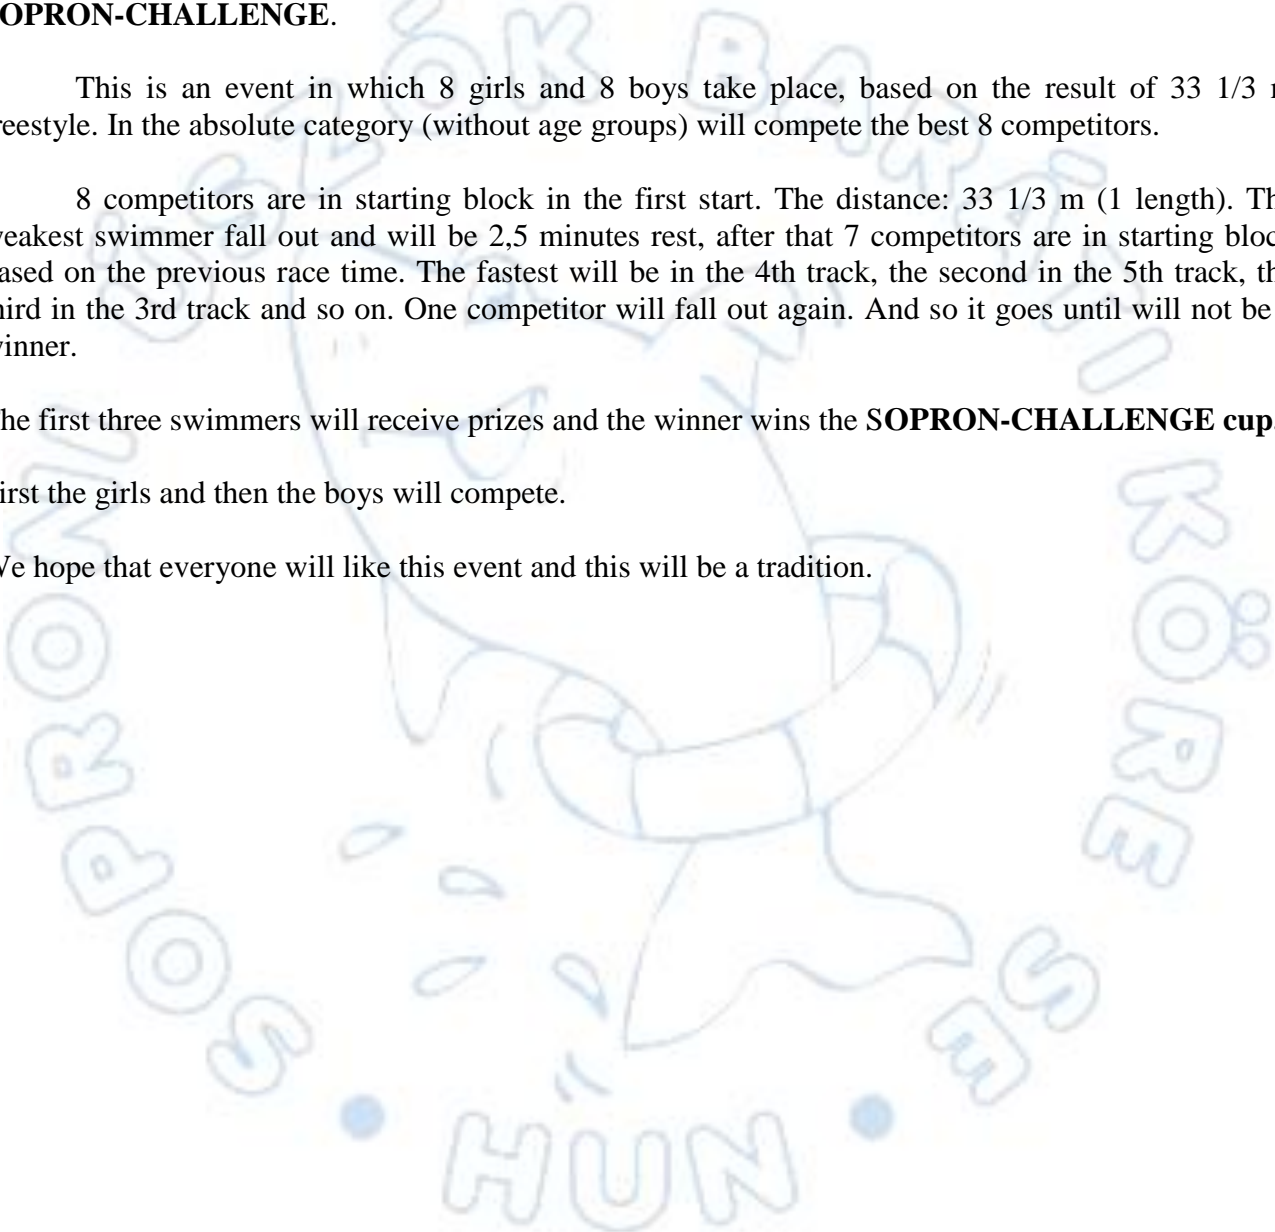 OPRON-CHALLENGE.
This is an event in which 8 girls and 8 boys take place, based on the result of 33 1/3 m
reestyle. In the absolute category (without age groups) will compete the best 8 competitors.
8 competitors are in starting block in the first start. The distance: 33 1/3 m (1 length). Th
weakest swimmer fall out and will be 2,5 minutes rest, after that 7 competitors are in starting bloc
ased on the previous race time. The fastest will be in the 4th track, the second in the 5th track, th
hird in the 3rd track and so on. One competitor will fall out again. And so it goes until will not be
winner.
he first three swimmers will receive prizes and the winner wins the SOPRON-CHALLENGE cup.
irst the girls and then the boys will compete.
We hope that everyone will like this event and this will be a tradition.
SOPRONI ÚSZÓK BARÁTI KÖRE SE
HUN